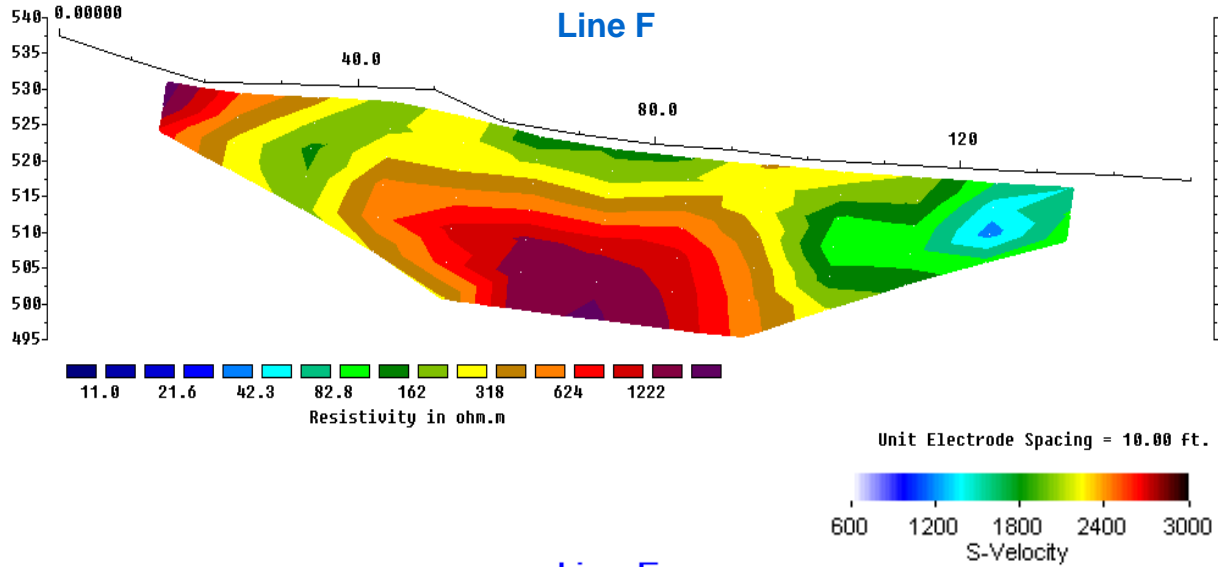 Line F
540
0.00000
535
40.0
530
525
80.0
520
120
515
510
505
500
495
11.0 21.6 42.3 82.8 162 318 624 1222
Resistivity in ohm.m
Unit Electrode Spacing = 10.00 ft.
600 1200 1800 2400 3000
S-Velocity